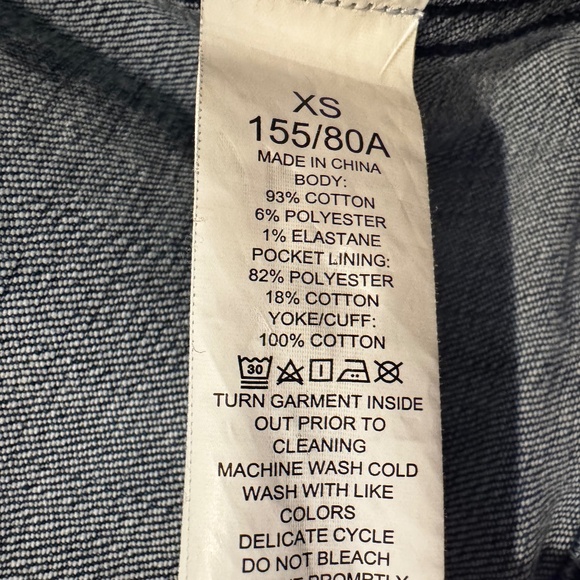 XS
155/80A
MADE IN CHINA
BODY:
93% COTTON
6% POLYESTER
1% ELASTANE
POCKET LINING:
82% POLYESTER
18% COTTON
YOKE/CUFF:
100% COTTON
30
TURN GARMENT INSIDE
OUT PRIOR TO
CLEANING
MACHINE WASH COLD
WASH WITH LIKE
COLORS
DELICATE CYCLE
DO NOT BLEACH
PROMPTLY